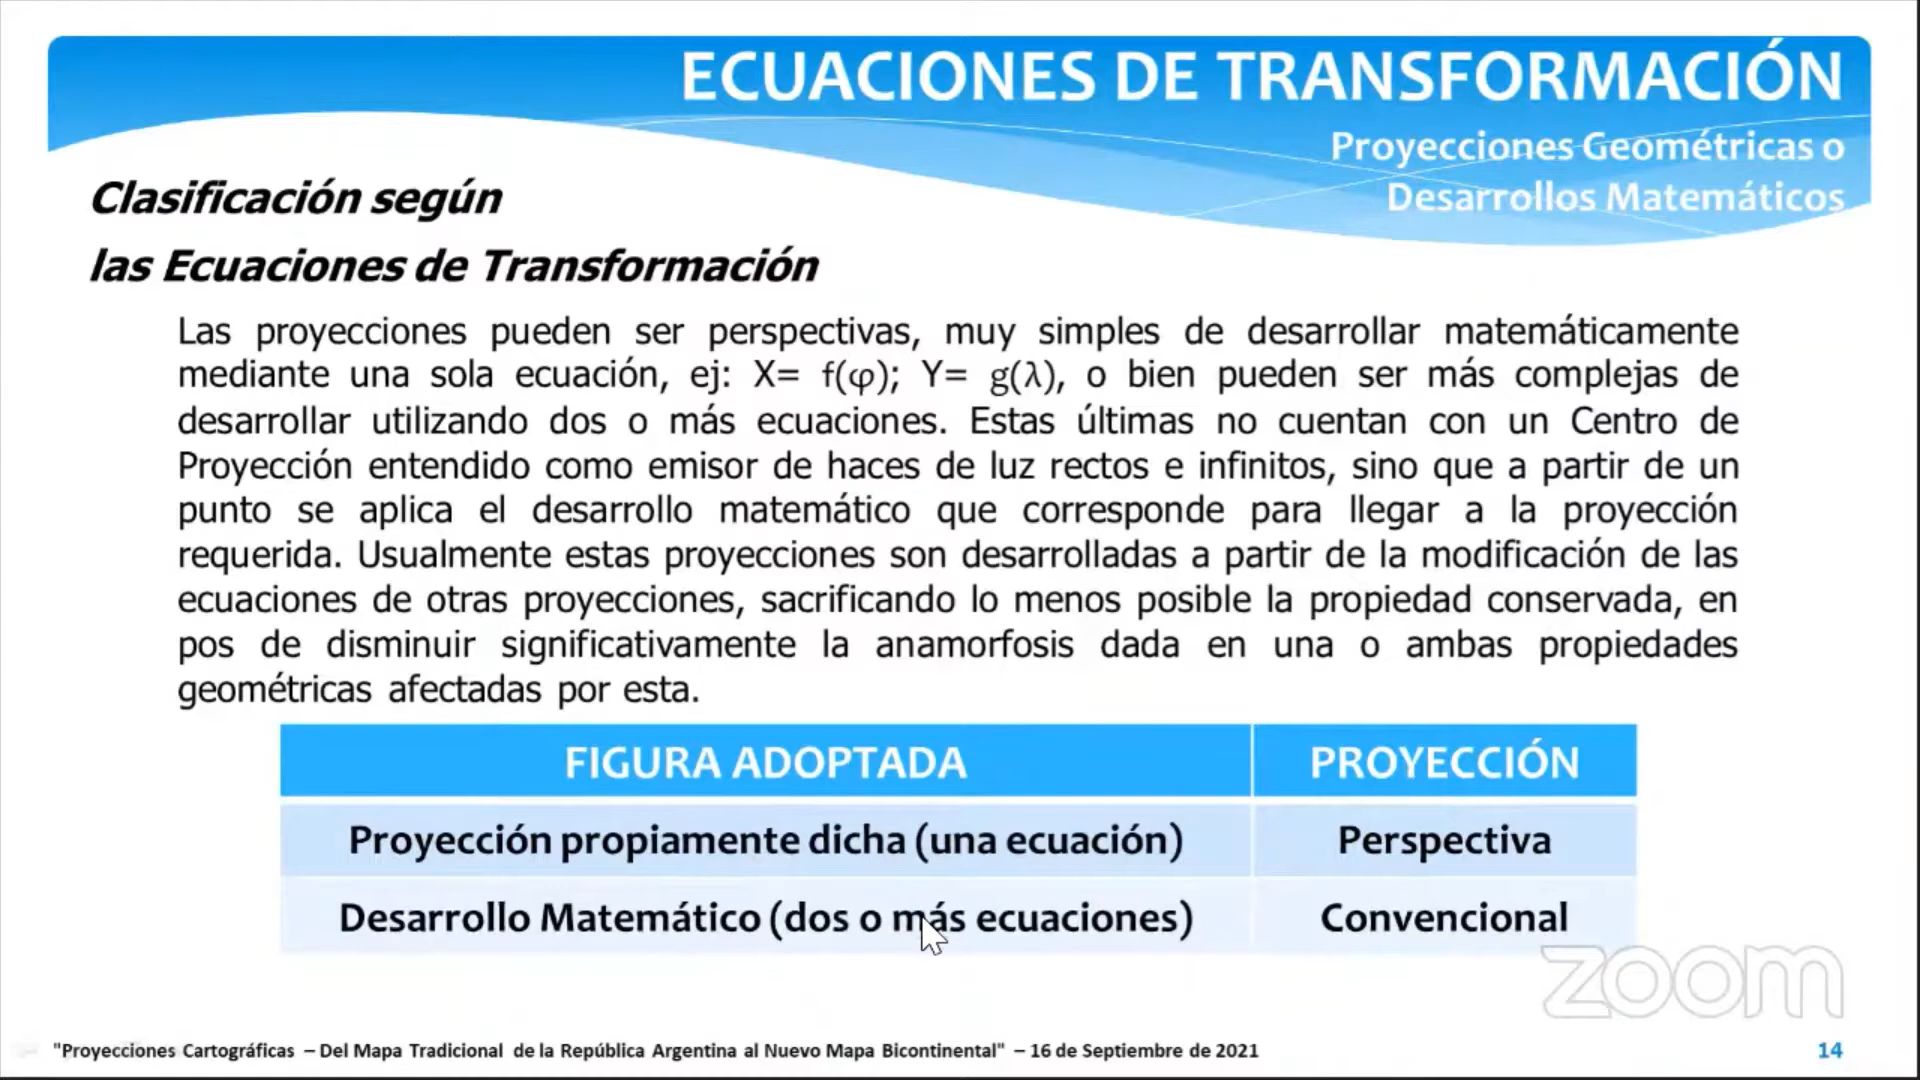 ECUACIONES DE TRANSFORMACIÓN
Proyecciones Geométricas o
Desarrollos Matemáticos
Clasificación según
las Ecuaciones de Transformación
Las proyecciones pueden ser perspectivas, muy simples de desarrollar matemáticamente
mediante una sola ecuación, ej: X= f(φ); Y= g(λ), o bien pueden ser más complejas de
desarrollar utilizando dos o más ecuaciones. Estas últimas no cuentan con un Centro de
Proyección entendido como emisor de haces de luz rectos e infinitos, sino que a partir de un
punto se aplica el desarrollo matemático que corresponde para llegar a la proyección
requerida. Usualmente estas proyecciones son desarrolladas a partir de la modificación de las
ecuaciones de otras proyecciones, sacrificando lo menos posible la propiedad conservada, en
pos de disminuir significativamente la anamorfosis dada en una o ambas propiedades
geométricas afectadas por esta.
FIGURA ADOPTADA PROYECCIÓN
Proyección propiamente dicha (una ecuación) Perspectiva
Desarrollo Matemático (dos o más ecuaciones) Convencional
zoom
"Proyecciones Cartográficas – Del Mapa Tradicional de la República Argentina al Nuevo Mapa Bicontinental" – 16 de Septiembre de 2021 14